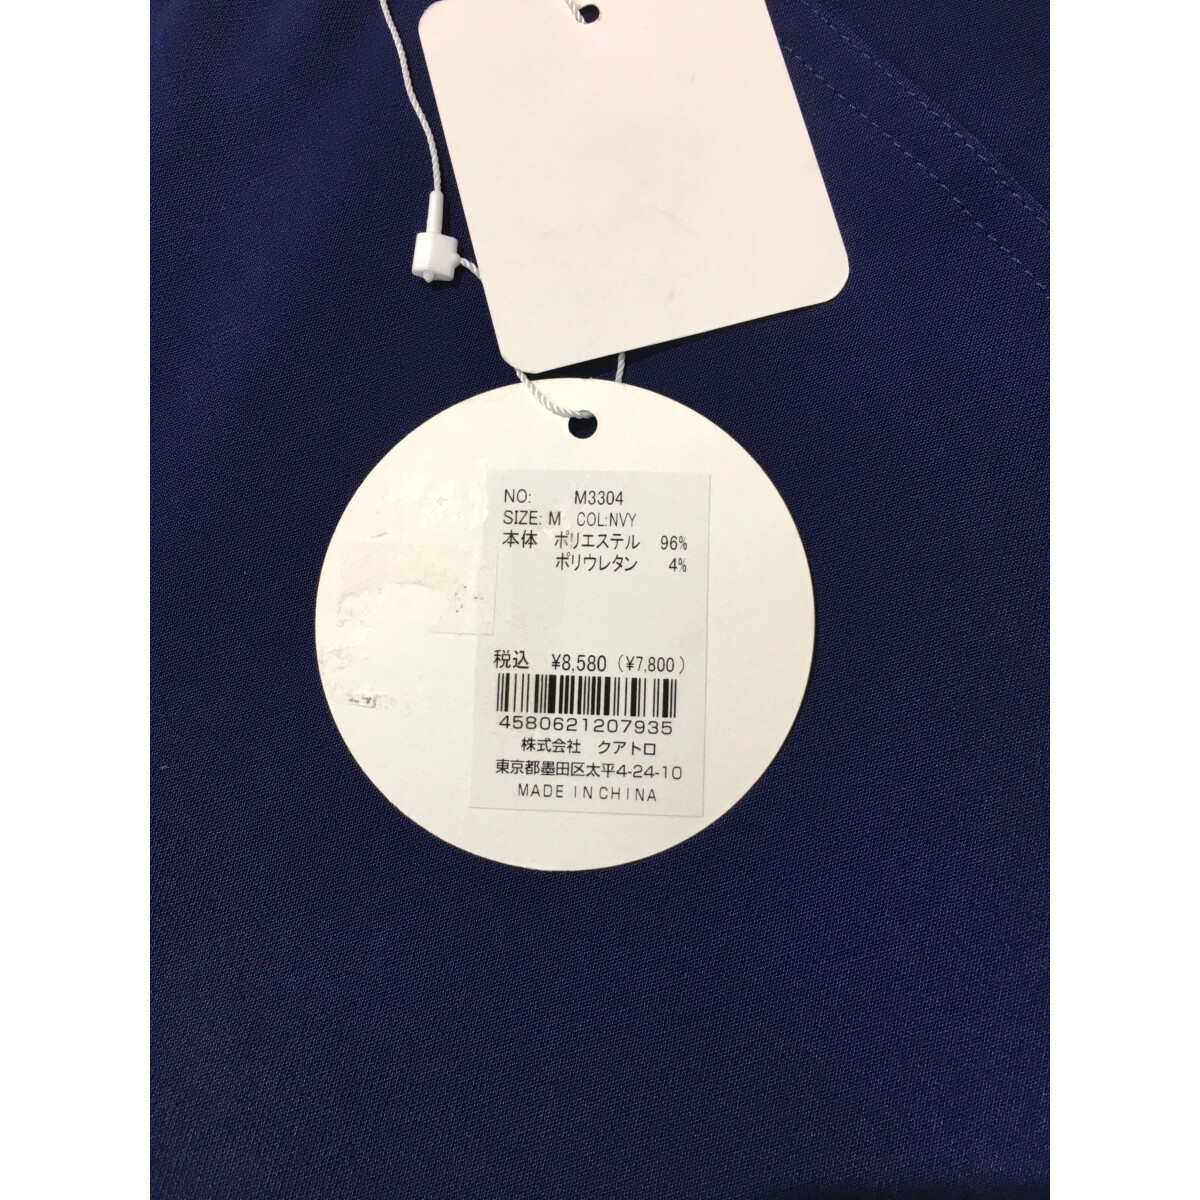 NO: M3304
SIZE: M COL:NVY
本体 ポリエステル 96%
ポリウレタン 4%
税込 ¥8,580 (¥7,800)
4580621207935
株式会社 クアトロ
東京都墨田区太平4-24-10
MADE IN CHINA